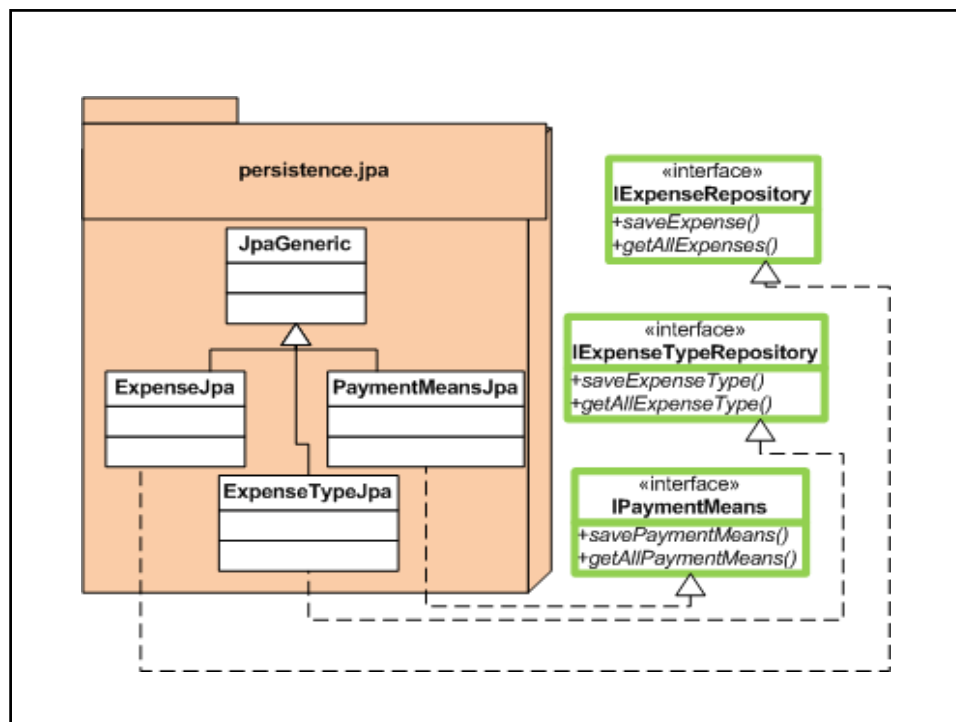 persistence.jpa
JpaGeneric
ExpenseJpa
PaymentMeansJpa
ExpenseTypeJpa
«interface»
IExpenseRepository
+saveExpense()
+getAllExpenses()
«interface»
IExpenseTypeRepository
+saveExpenseType()
+getAllExpenseType()
«interface»
IPaymentMeans
+savePaymentMeans()
+getAllPaymentMeans()